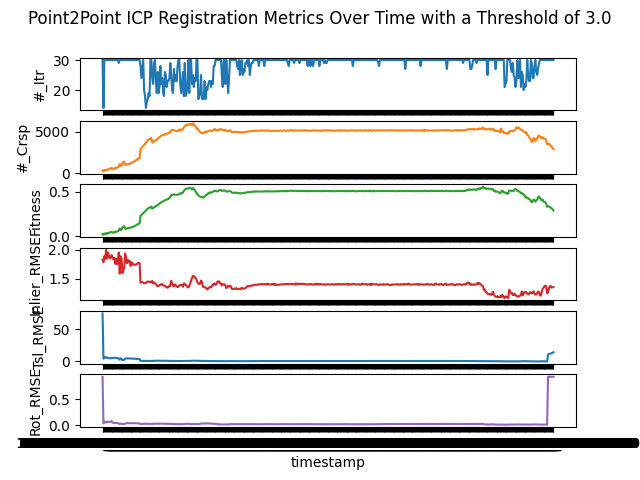 Point2Point ICP Registration Metrics Over Time with a Threshold of 3.0
30
20
#_Itr
5000
0
#_Crsp
0.5
0.0
Fitness
2.0
1.5
Inlier_RMSE
50
0
Tsl_RMSE
0.5
0.0
Rot_RMSE
timestamp